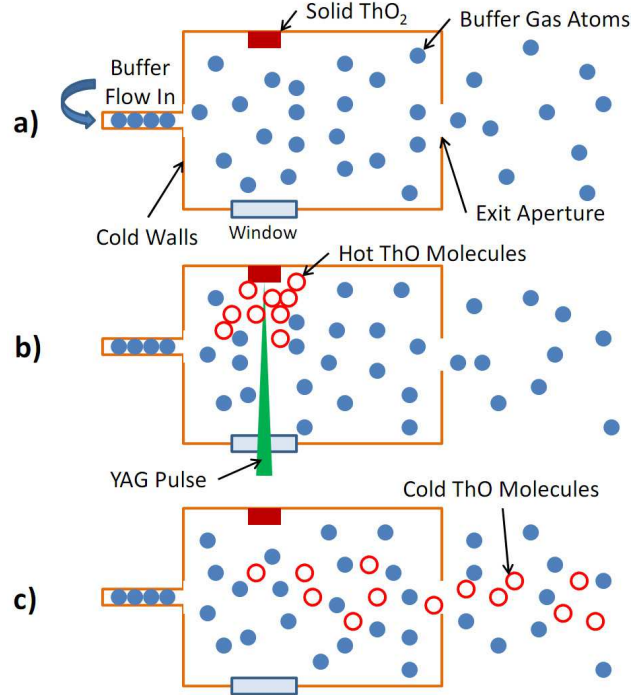 Solid ThO₂
Buffer Gas Atoms
Buffer
Flow In
a)
Cold Walls
Window
Exit Aperture
Hot ThO Molecules
b)
YAG Pulse
Cold ThO Molecules
c)